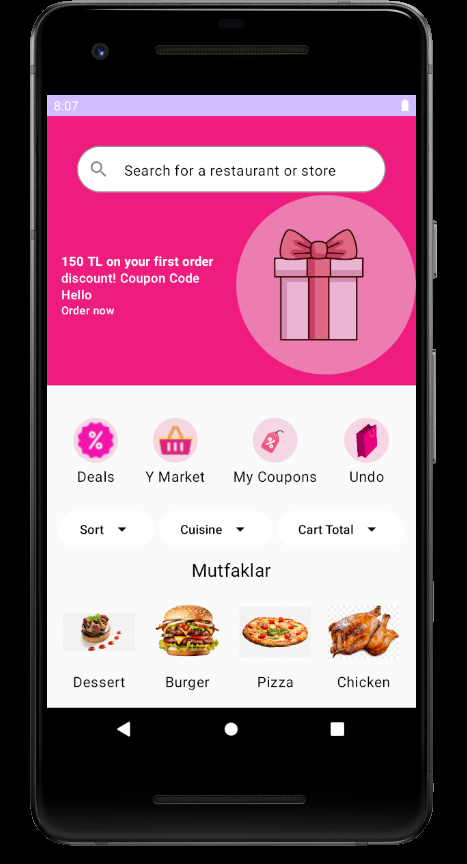 8:07
Search for a restaurant or store
150 TL on your first order
discount! Coupon Code
Hello
Order now
%
%
Deals
Y Market
My Coupons
Undo
Sort
Cuisine
Cart Total
Mutfaklar
Dessert
Burger
Pizza
Chicken